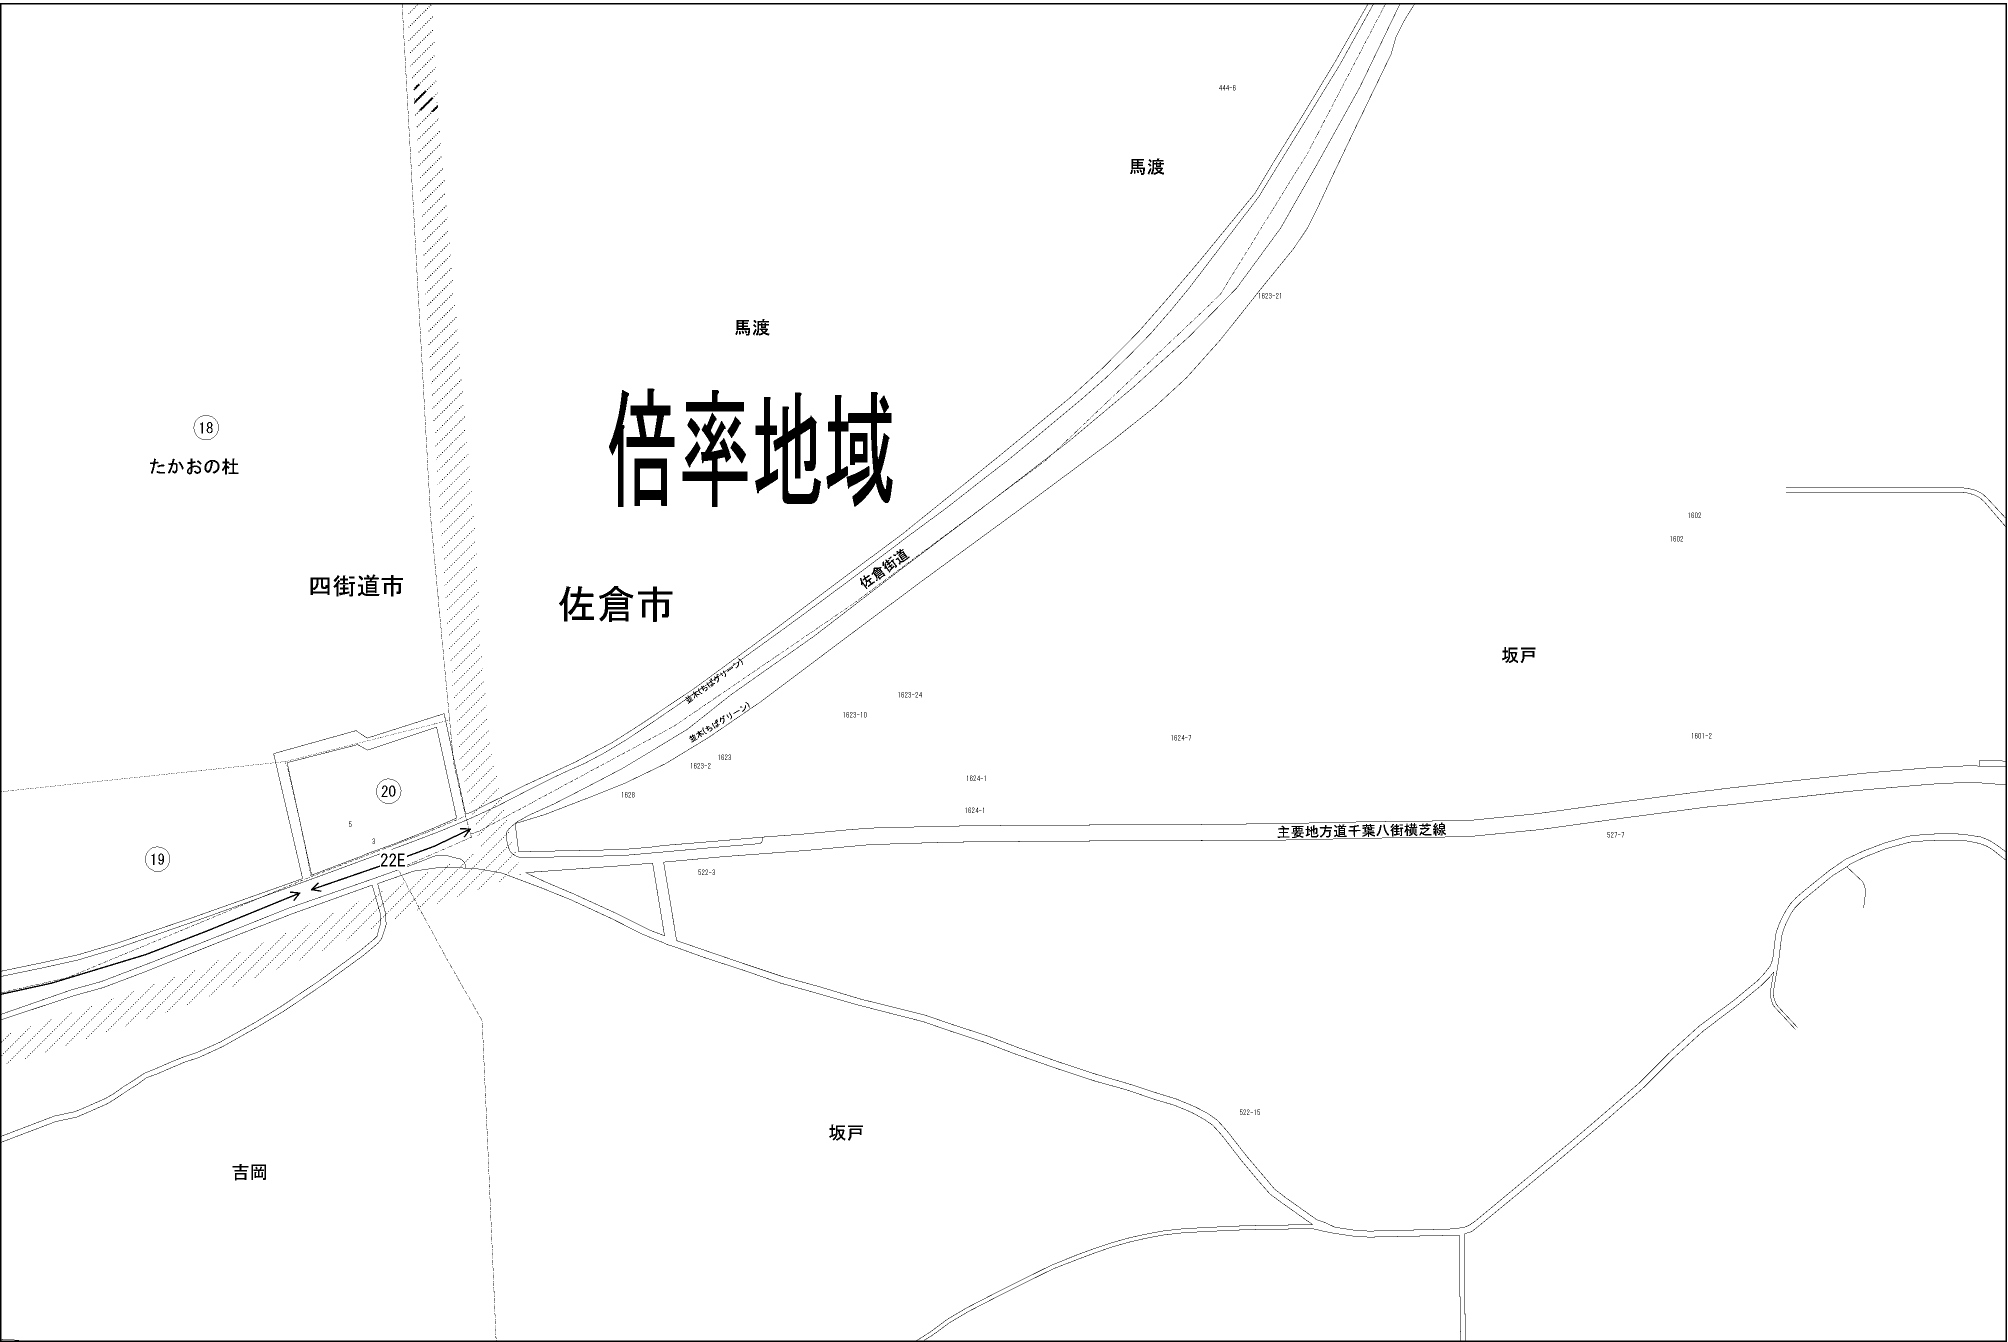 444-6
馬渡
1623-21
馬渡
倍率地域
18
たかおの杜
1602
1602
佐倉街道
四街道市
佐倉市
坂戸
並木(ちばグリーン)
並木(ちばグリーン)
1623-24
1623-10
1624-7
1601-2
1623
1623-2
1624-1
20
1628
1624-1
5
3
主要地方道千葉八街横芝線
527-7
19
22E
522-3
522-15
坂戸
吉岡